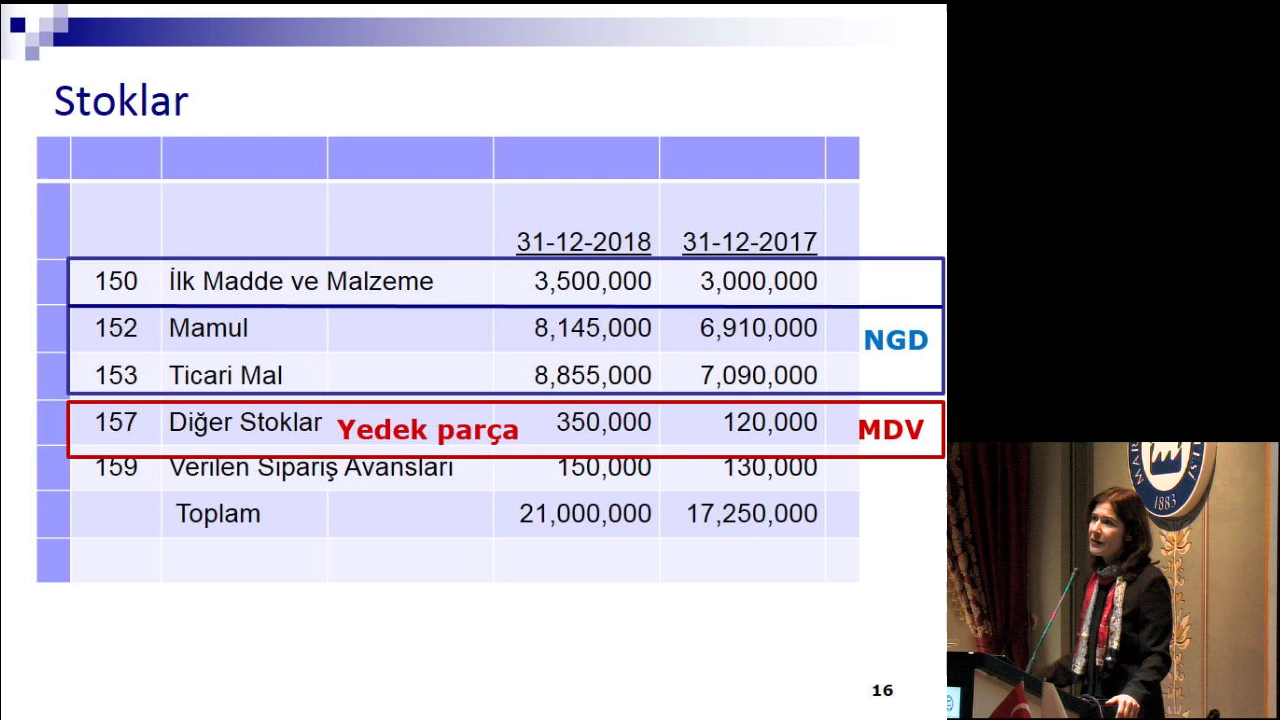 Stoklar
31-12-2018 31-12-2017
150 İlk Madde ve Malzeme 3,500,000 3,000,000
152 Mamul 8,145,000 6,910,000
NGD
153 Ticari Mal 8,855,000 7,090,000
157 Diğer Stoklar Yedek parça 350,000 120,000 MDV
159 Verilen Sipariş Avansları 150,000 130,000
Toplam 21,000,000 17,250,000
16
1883